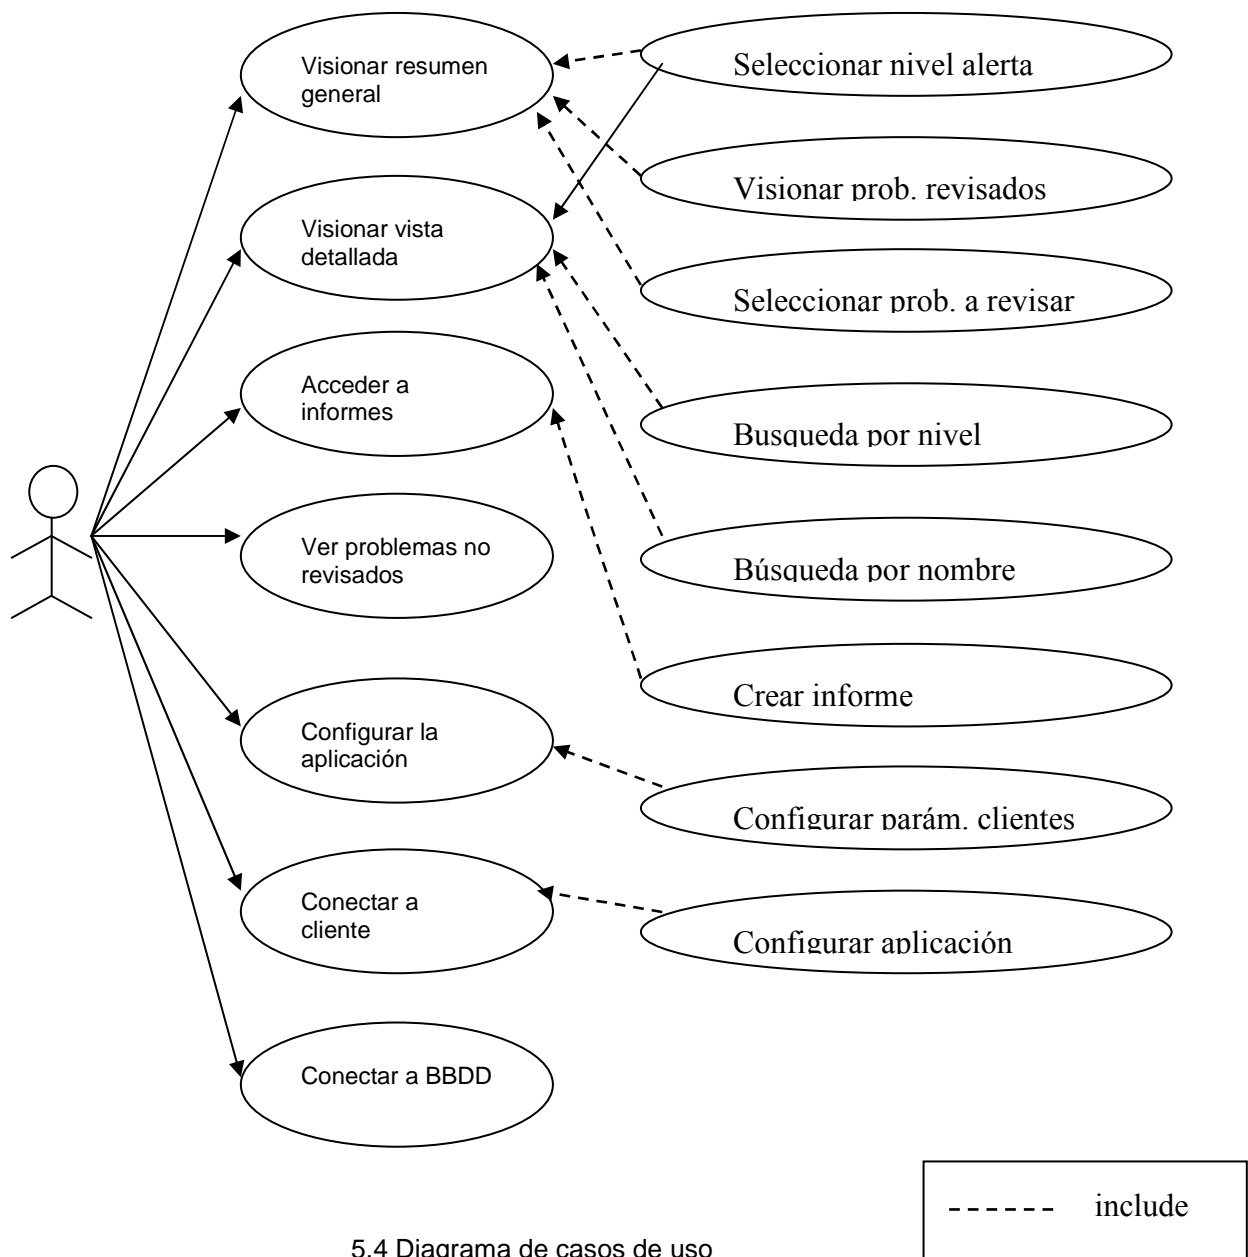 Visionar resumen
general
Seleccionar nivel alerta
Visionar prob. revisados
Visionar vista
detallada
Seleccionar prob. a revisar
Acceder a
informes
Busqueda por nivel
Ver problemas no
revisados
Búsqueda por nombre
Crear informe
Configurar la
aplicación
Configurar parám. clientes
Conectar a
cliente
Configurar aplicación
Conectar a BBDD
include
5.4 Diagrama de casos de uso